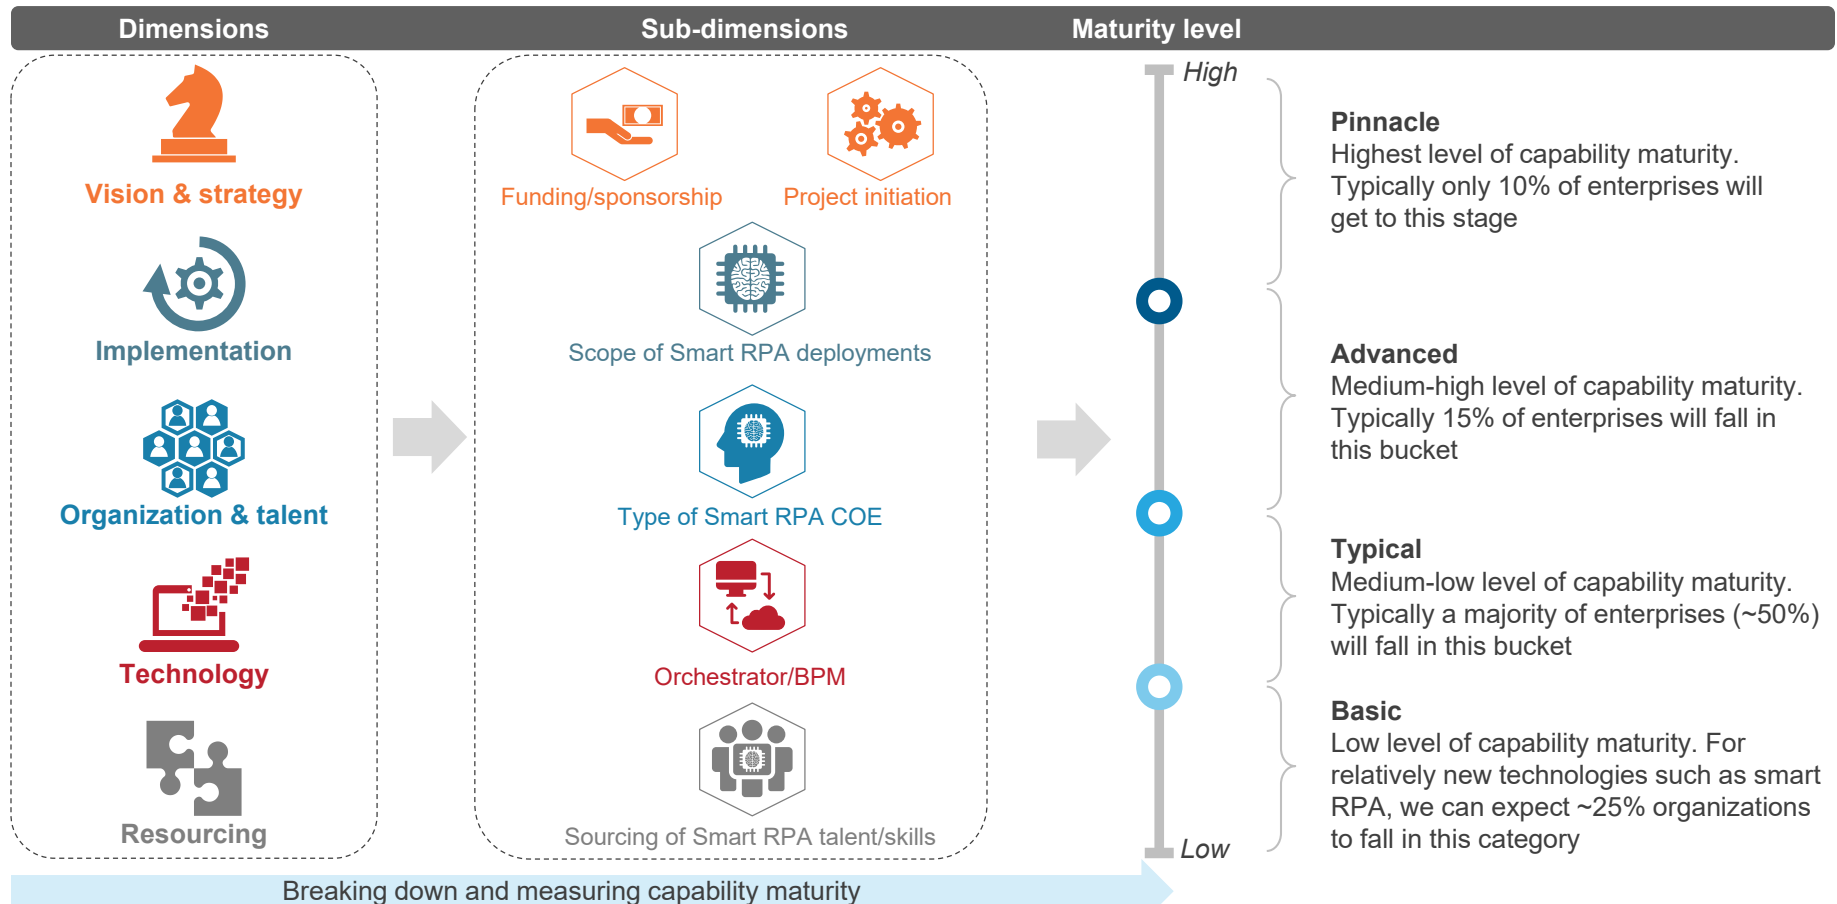 Dimensions
Sub-dimensions
Maturity level
Vision & strategy
Implementation
Organization & talent
Technology
Resourcing
Funding/sponsorship
Project initiation
Scope of Smart RPA deployments
Type of Smart RPA COE
Orchestrator/BPM
Sourcing of Smart RPA talent/skills
High
Low
Pinnacle
Highest level of capability maturity.
Typically only 10% of enterprises will
get to this stage
Advanced
Medium-high level of capability maturity.
Typically 15% of enterprises will fall in
this bucket
Typical
Medium-low level of capability maturity.
Typically a majority of enterprises (~50%)
will fall in this bucket
Basic
Low level of capability maturity. For
relatively new technologies such as smart
RPA, we can expect ~25% organizations
to fall in this category
Breaking down and measuring capability maturity